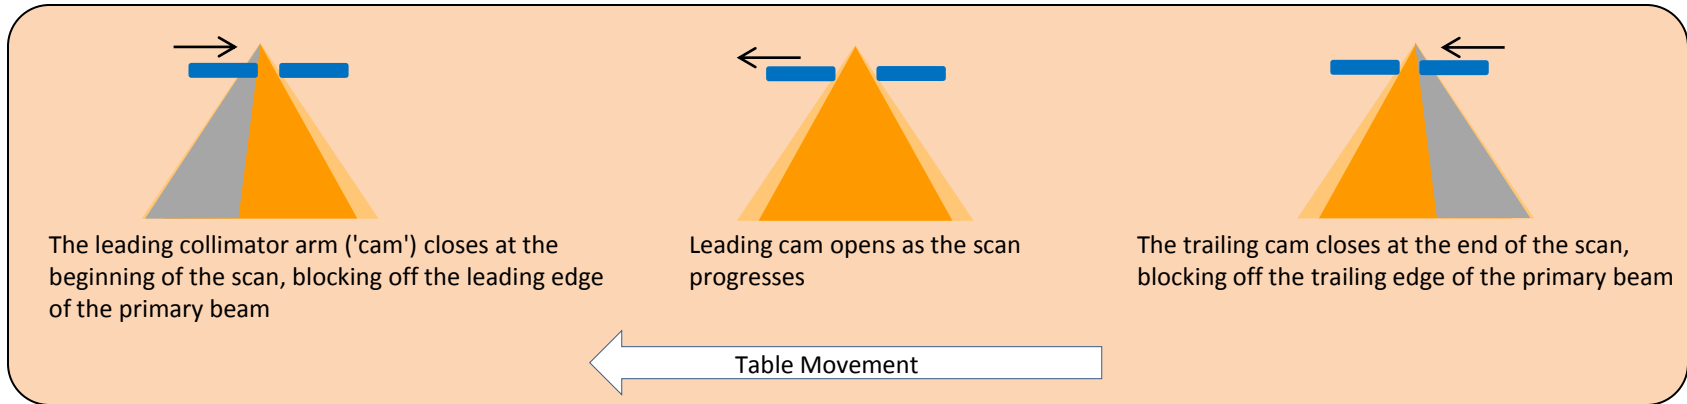 The leading collimator arm ('cam') closes at the
beginning of the scan, blocking off the leading edge
of the primary beam
Leading cam opens as the scan
progresses
The trailing cam closes at the end of the scan,
blocking off the trailing edge of the primary beam
Table Movement